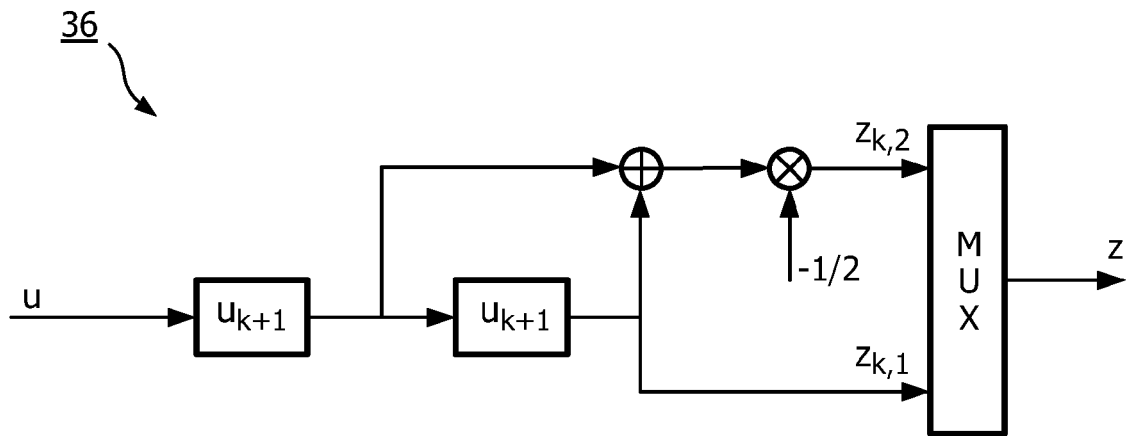 36
z_{k,2}
M
U
X
z
-1/2
u
u_{k+1}
u_{k+1}
z_{k,1}